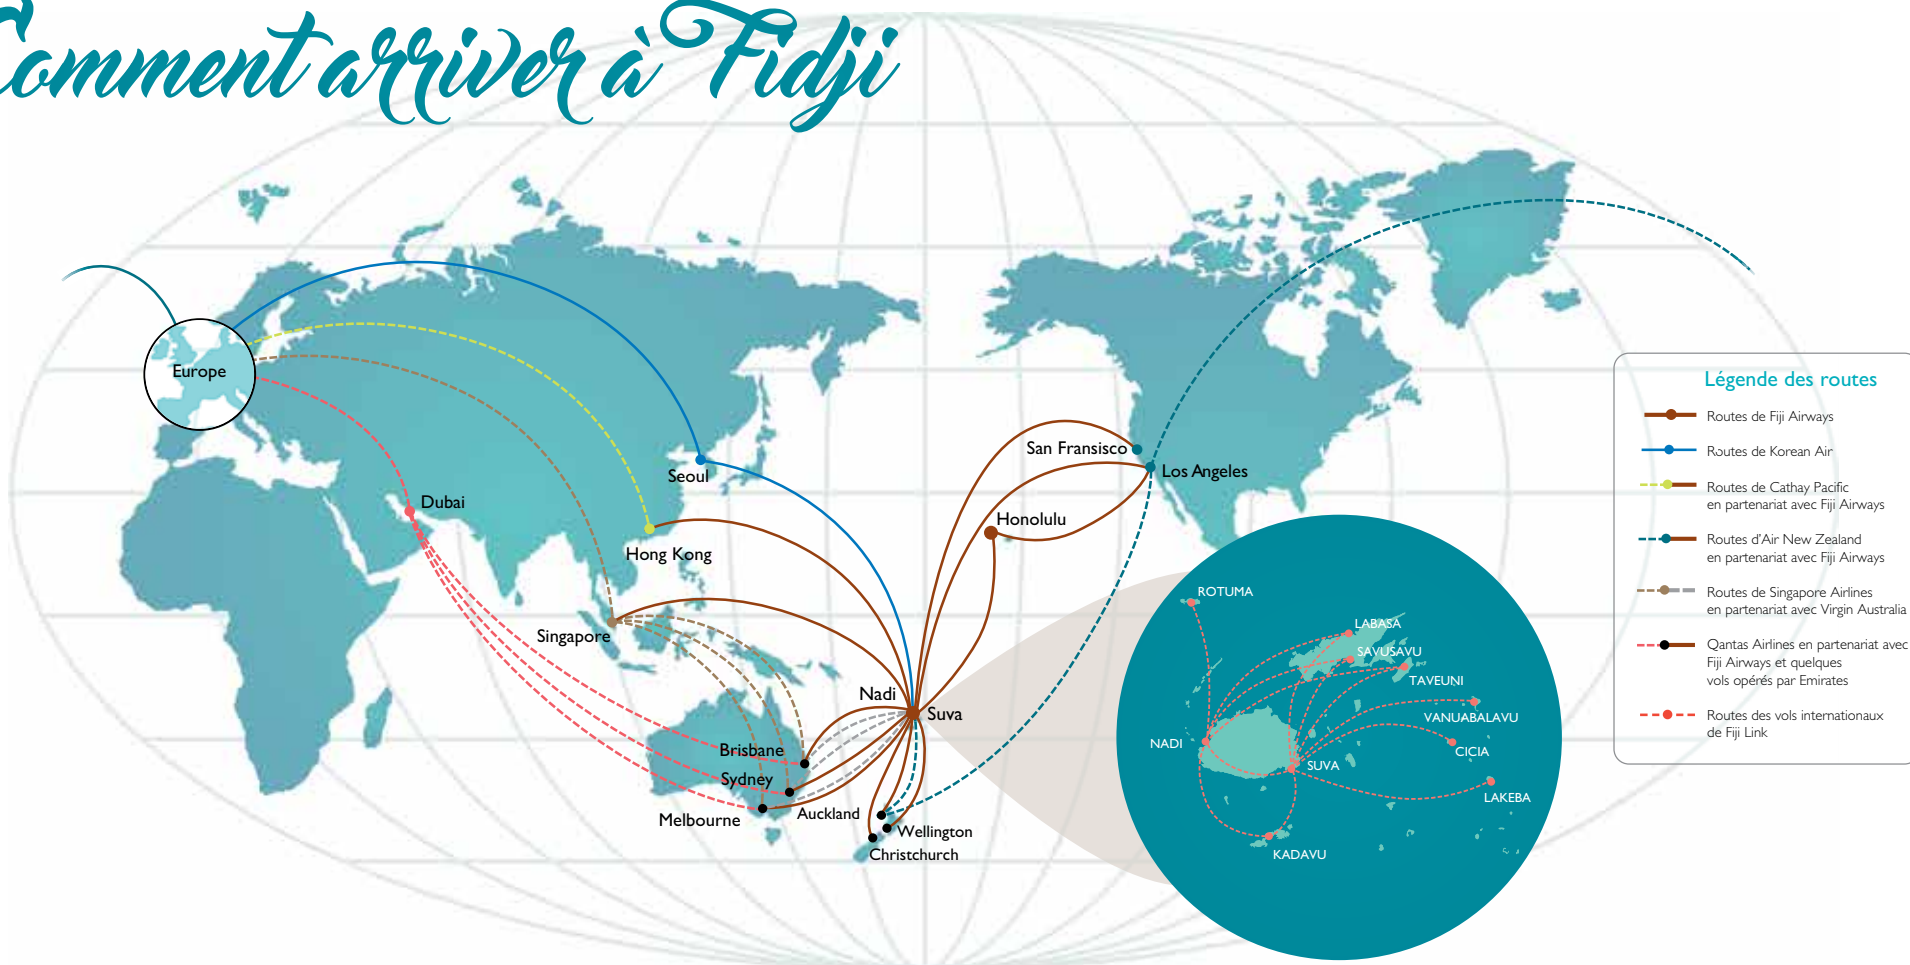 Comment arriver à Fidji
Europe
Dubai
Seoul
Hong Kong
Singapore
San Fransisco
Los Angeles
Honolulu
Nadi
Suva
Brisbane
Sydney
Melbourne
Auckland
Wellington
Christchurch
ROTUMA
LABASA
SAVUSAVU
TAVEUNI
VANUABALAVU
NADI
CICIA
SUVA
LAKEBA
KADAVU
Légende des routes
Routes de Fiji Airways
Routes de Korean Air
Routes de Cathay Pacific
en partenariat avec Fiji Airways
Routes d'Air New Zealand
en partenariat avec Fiji Airways
Routes de Singapore Airlines
en partenariat avec Virgin Australia
Qantas Airlines en partenariat avec
Fiji Airways et quelques
vols opérés par Emirates
Routes des vols internationaux
de Fiji Link